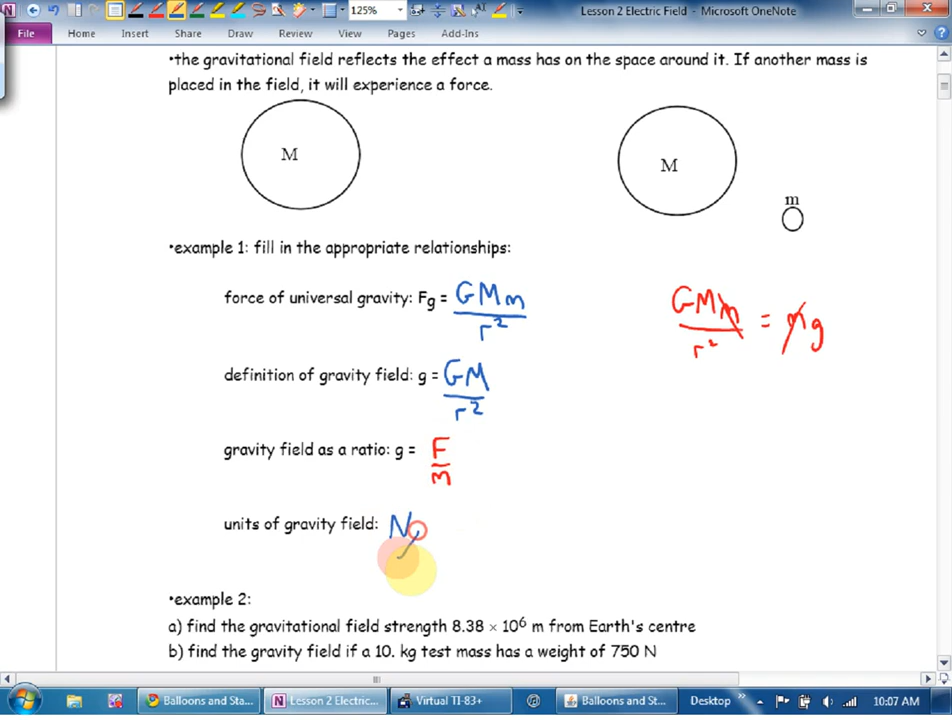 125%
Lesson 2 Electric Field - Microsoft OneNote
File Home Insert Share Draw Review View Pages Add-Ins
•the gravitational field reflects the effect a mass has on the space around it. If another mass is
placed in the field, it will experience a force.
M
M
m
•example 1: fill in the appropriate relationships:
force of universal gravity: Fg = GMm/r²
GMm/r² = mg
definition of gravity field: g = GM/r²
gravity field as a ratio: g = F/m
units of gravity field: N
•example 2:
a) find the gravitational field strength 8.38 × 10⁶ m from Earth's centre
b) find the gravity field if a 10. kg test mass has a weight of 750 N
Balloons and Sta... Lesson 2 Electric... Virtual TI-83+ Balloons and St... Desktop 10:07 AM